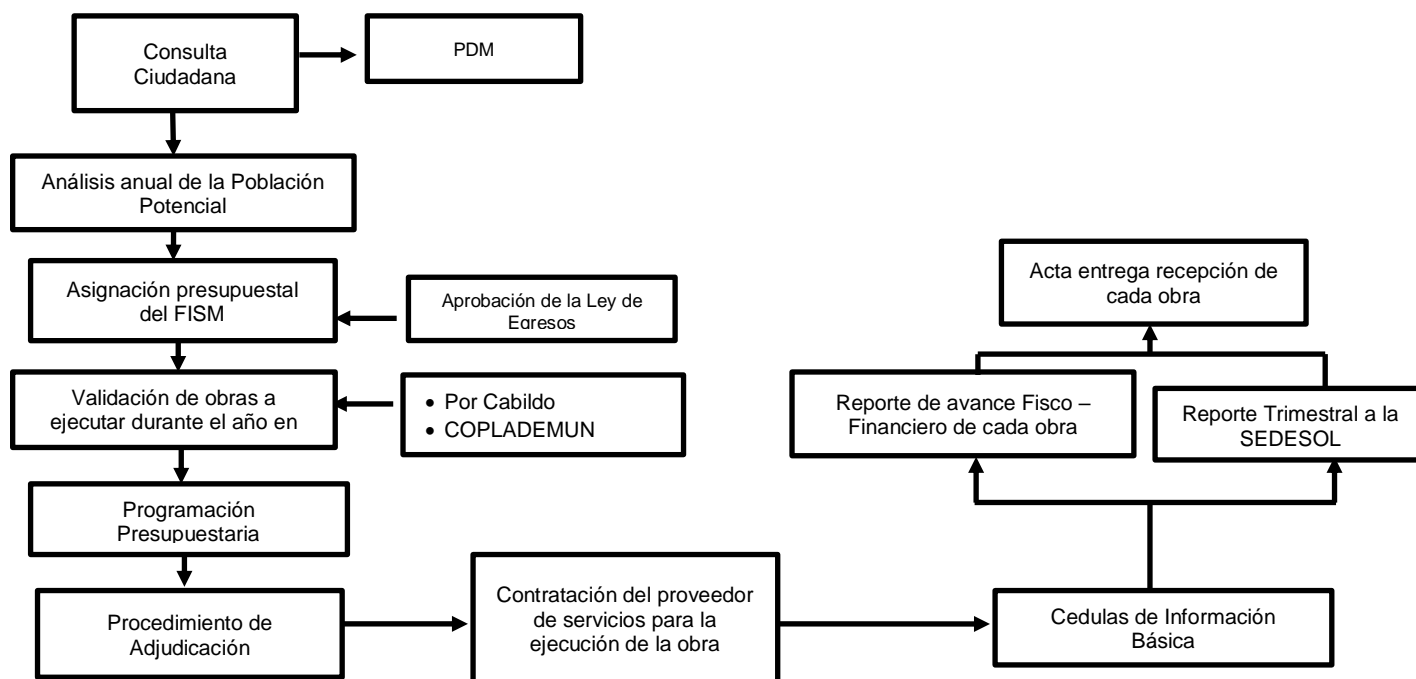 Consulta
Ciudadana
PDM
Análisis anual de la Población
Potencial
Asignación presupuestal
del FISM
Aprobación de la Ley de
Egresos
Validación de obras a
ejecutar durante el año en
• Por Cabildo
• COPLADEMUN
Programación
Presupuestaria
Procedimiento de
Adjudicación
Contratación del proveedor
de servicios para la
ejecución de la obra
Cedulas de Información
Básica
Reporte de avance Fisco –
Financiero de cada obra
Reporte Trimestral a la
SEDESOL
Acta entrega recepción de
cada obra